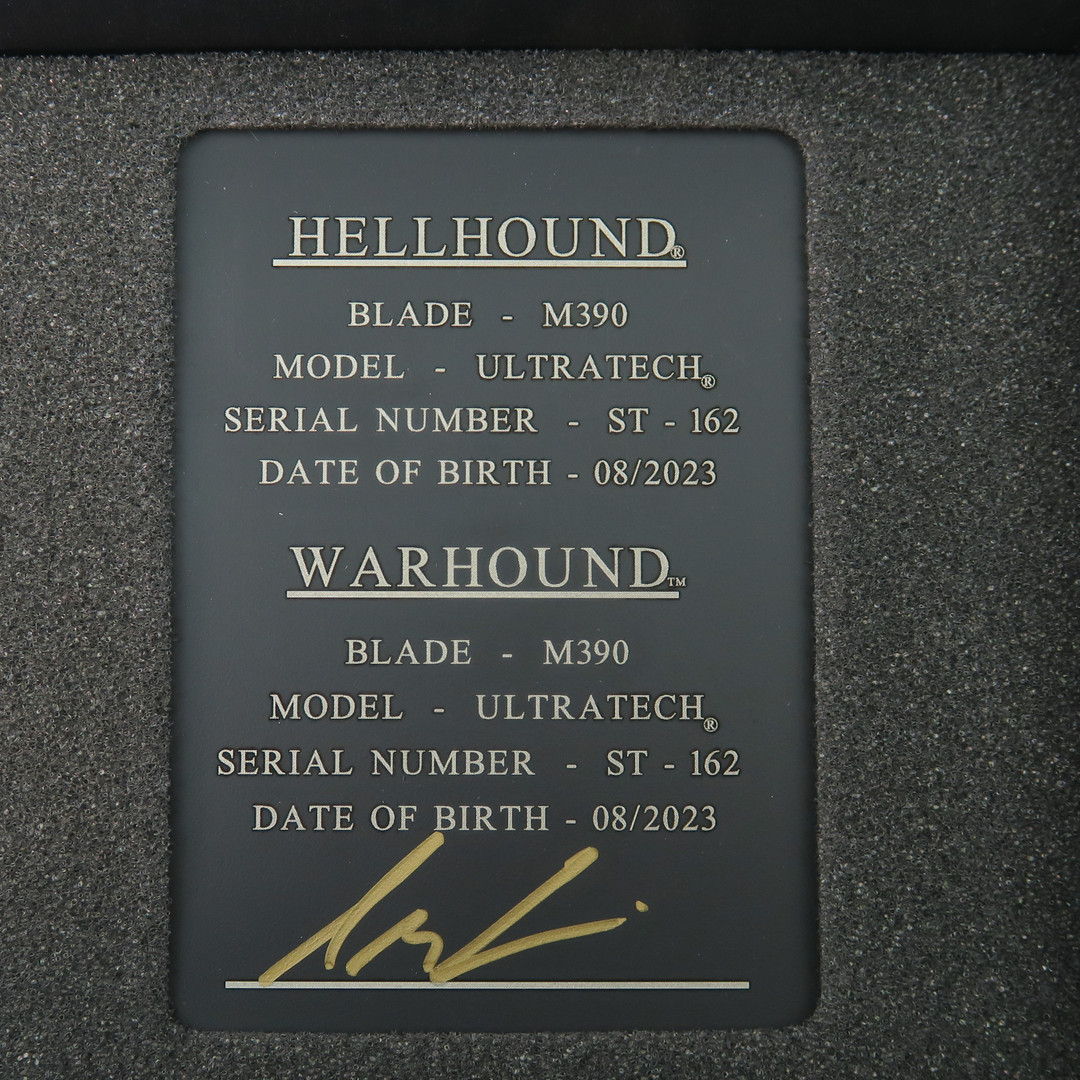 HELLHOUND®
BLADE - M390
MODEL - ULTRATECH®
SERIAL NUMBER - ST - 162
DATE OF BIRTH - 08/2023
WARHOUND™
BLADE - M390
MODEL - ULTRATECH®
SERIAL NUMBER - ST - 162
DATE OF BIRTH - 08/2023